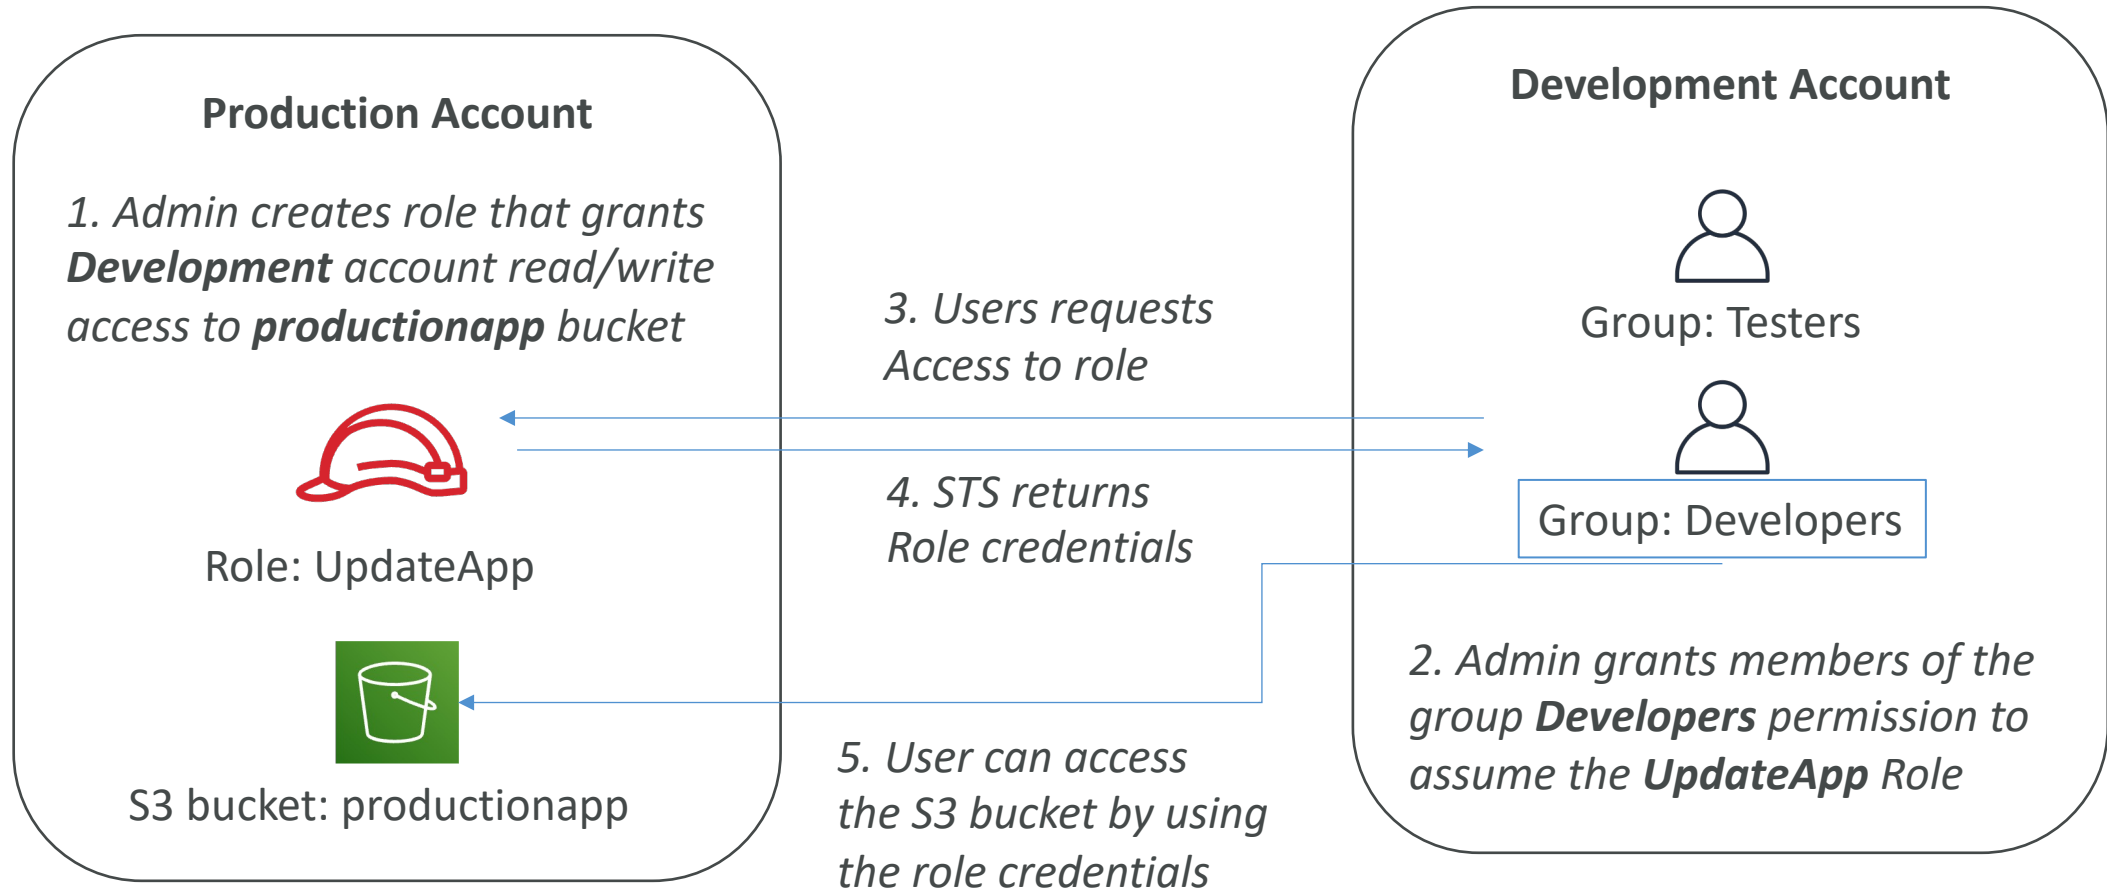 Production Account
1. Admin creates role that grants
Development account read/write
access to productionapp bucket
Role: UpdateApp
S3 bucket: productionapp
3. Users requests
Access to role
4. STS returns
Role credentials
5. User can access
the S3 bucket by using
the role credentials
Development Account
Group: Testers
Group: Developers
2. Admin grants members of the
group Developers permission to
assume the UpdateApp Role